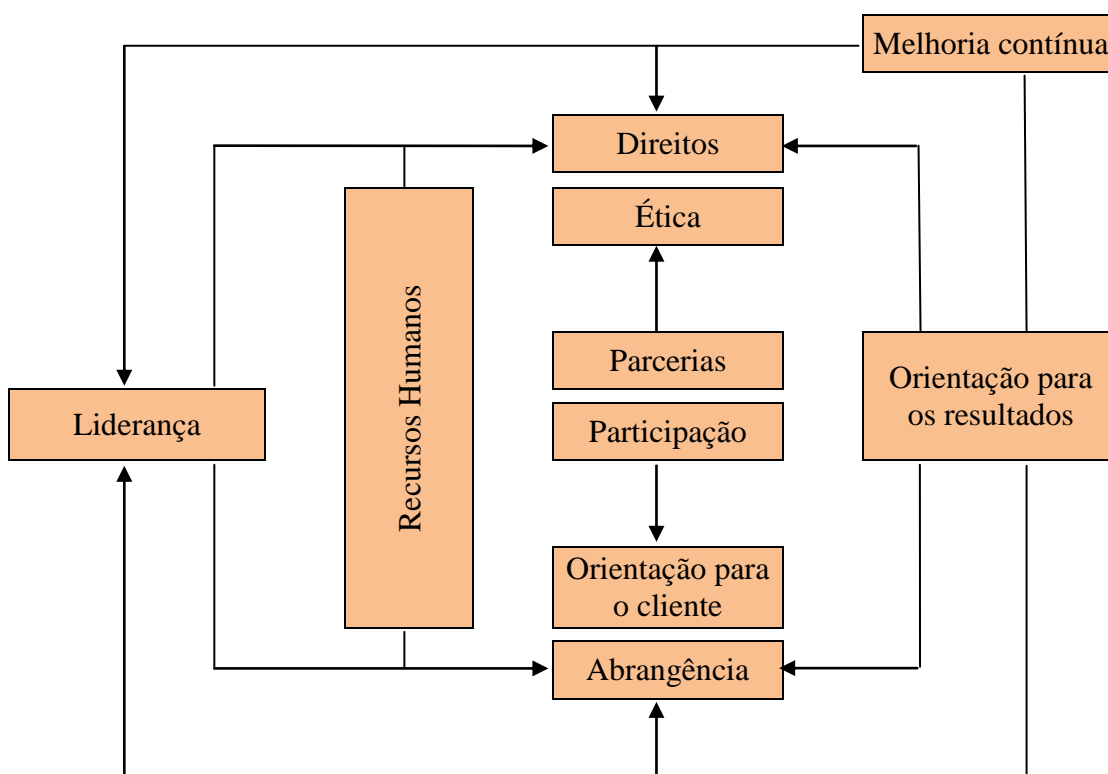 Melhoria contínua
Direitos
Ética
Recursos Humanos
Parcerias
Orientação para
os resultados
Liderança
Participação
Orientação para
o cliente
Abrangência